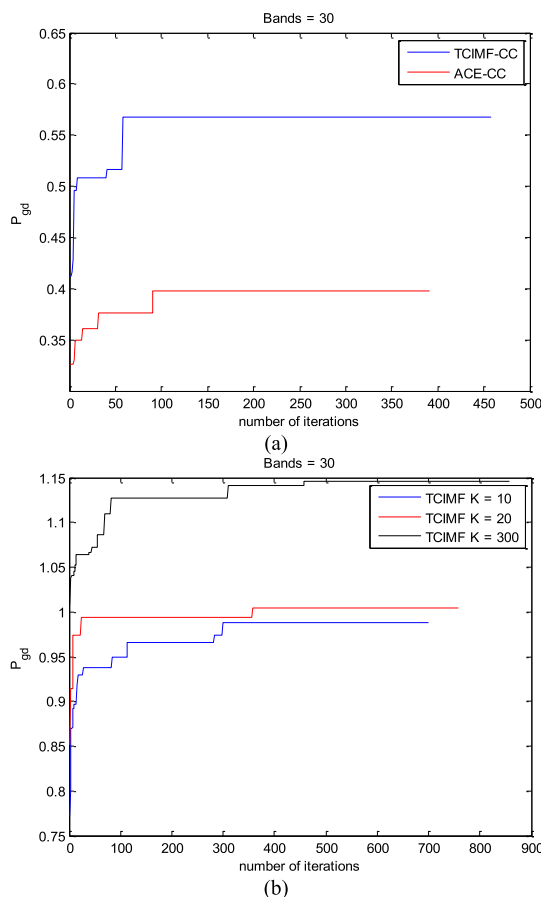 Bands = 30
0.65
0.6
0.55
0.5
0.45
0.4
0.35
TCIMF-CC
ACE-CC
P gd
0 50 100 150 200 250 300 350 400 450 500
number of iterations
(a)
Bands = 30
1.15
1.1
1.05
1
0.95
0.9
0.85
0.8
0.75
TCIMF K = 10
TCIMF K = 20
TCIMF K = 300
P gd
0 100 200 300 400 500 600 700 800 900
number of iterations
(b)